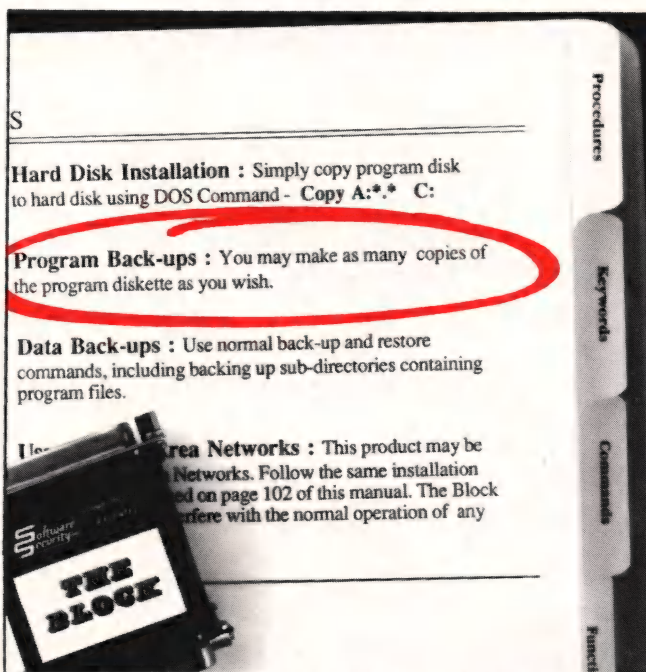 S
Hard Disk Installation : Simply copy program disk
to hard disk using DOS Command - Copy A:*.* C:
Program Back-ups : You may make as many copies of
the program diskette as you wish.
Data Back-ups : Use normal back-up and restore
commands, including backing up sub-directories containing
program files.
rea Networks : This product may be
Networks. Follow the same installation
ed on page 102 of this manual. The Block
rfere with the normal operation of any
Software
Security
THE
BLOCK
Procedures
Keywords
Commands
Functi